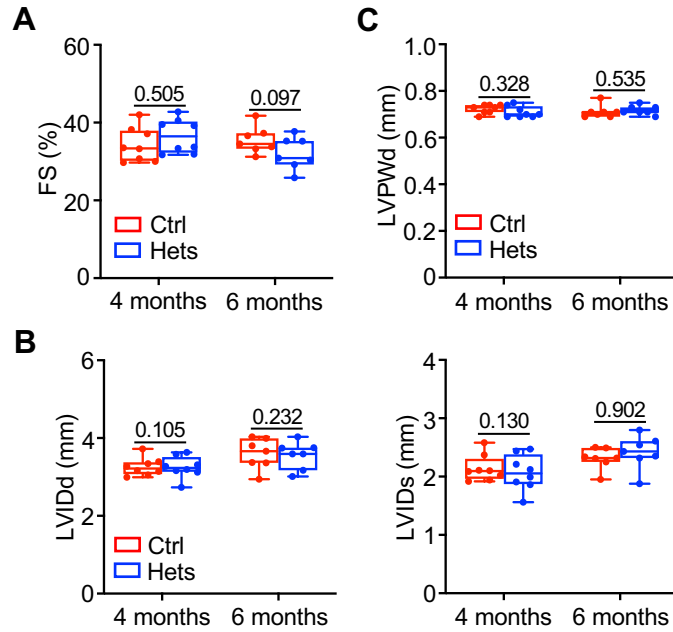 A
FS (%)
60
40
20
0
0.505
0.097
Ctrl
Hets
4 months
6 months
C
LVPWd (mm)
1.0
0.8
0.6
0.4
0.2
0
0.328
0.535
Ctrl
Hets
4 months
6 months
B
LVIDd (mm)
6
4
2
0
0.105
0.232
Ctrl
Hets
4 months
6 months
LVIDs (mm)
4
3
2
1
0
0.130
0.902
4 months
6 months